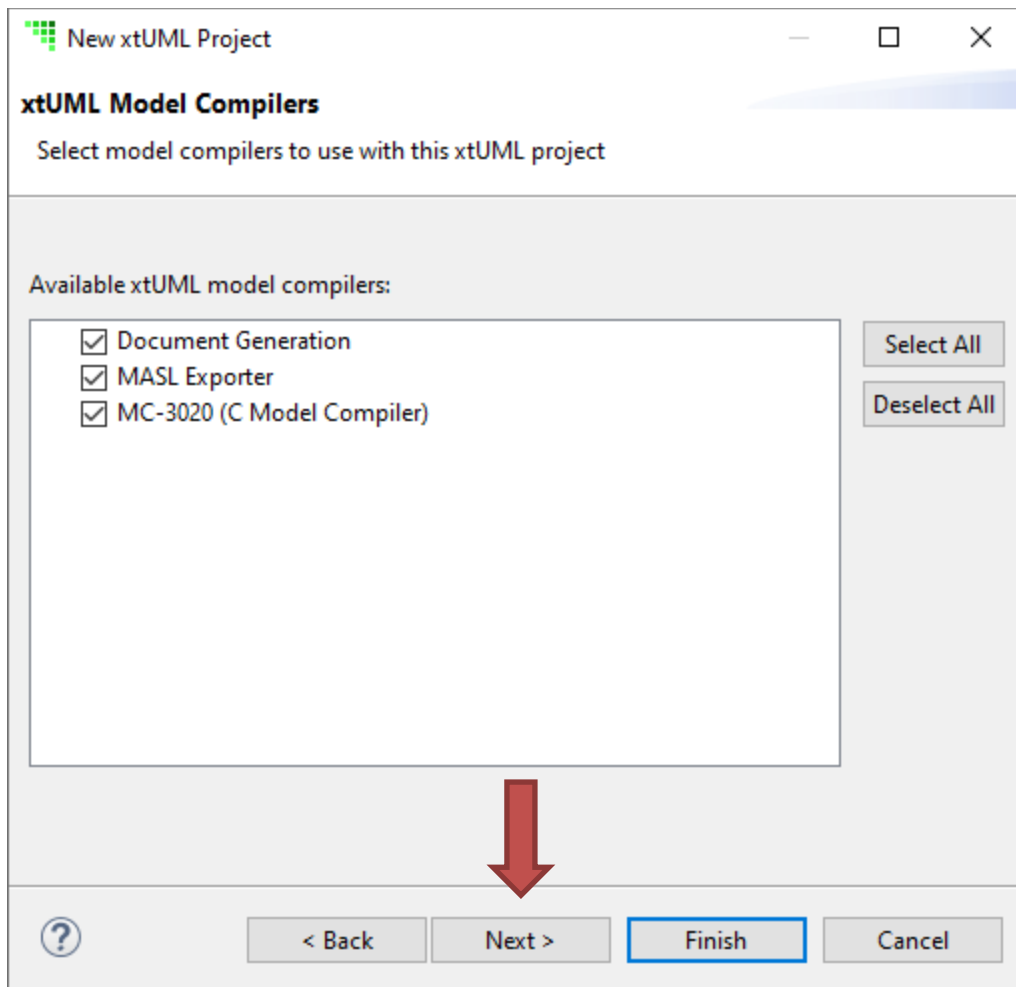 New xtUML Project
xtUML Model Compilers
Select model compilers to use with this xtUML project
Available xtUML model compilers:
Document Generation
MASL Exporter
MC-3020 (C Model Compiler)
Select All
Deselect All
?
< Back
Next >
Finish
Cancel